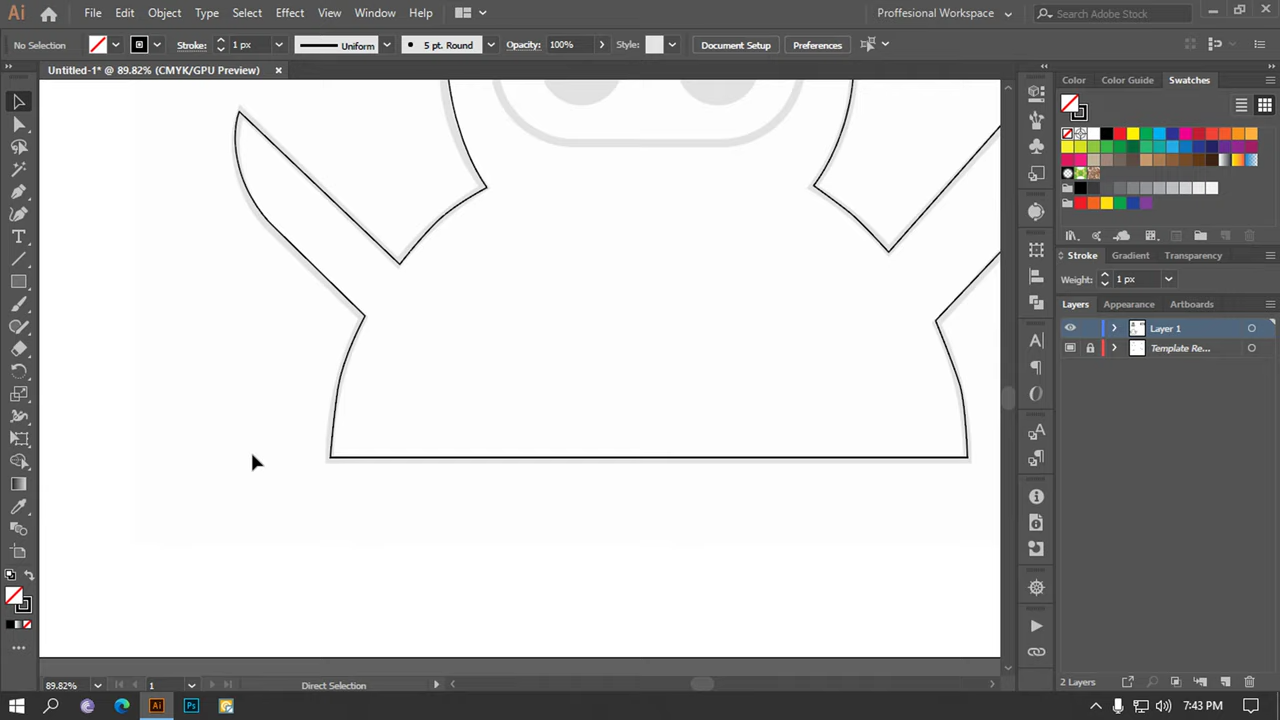 Ai File Edit Object Type Select Effect View Window Help Proffesional Workspace Search Adobe Stock
No Selection Stroke: 1 px Uniform 5 pt. Round Opacity: 100% Style: Document Setup Preferences
Untitled-1* @ 89.82% (CMYK/GPU Preview)
Color Color Guide Swatches
Stroke Gradient Transparency
Weight: 1 px
Layers Appearance Artboards
Layer 1
Template Re...
89.82% 1 Direct Selection 2 Layers
Ai Ps 7:43 PM